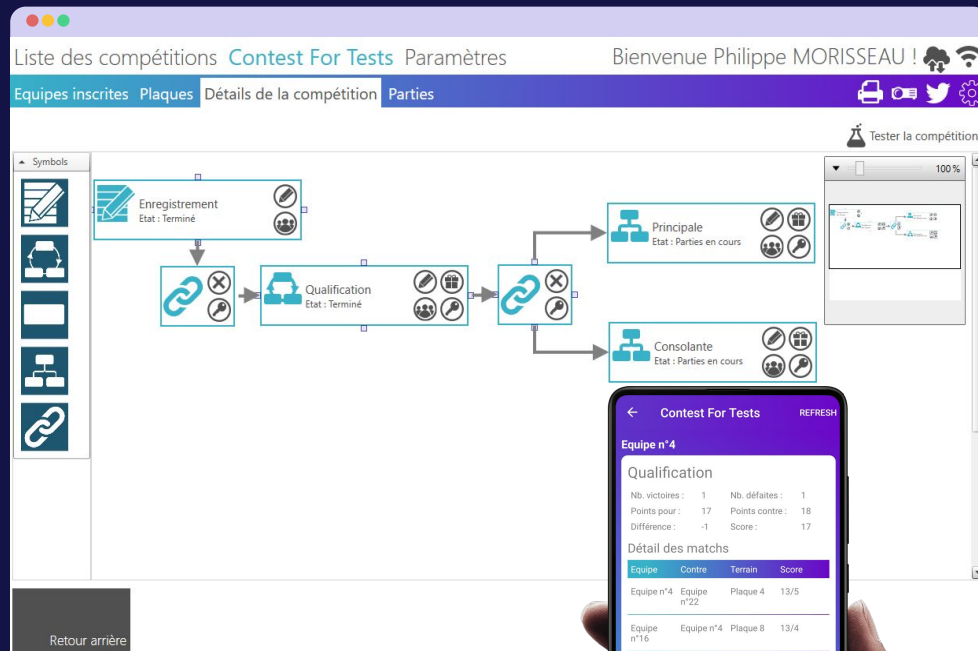 Liste des compétitions Contest For Tests Paramètres Bienvenue Philippe MORISSEAU !
Equipes inscrites Plaques Détails de la compétition Parties
Tester la compétition
Symbols
100 %
Enregistrement
Etat : Terminé
Principale
Etat : Parties en cours
Qualification
Etat : Terminé
Consolante
Etat : Parties en cours
Contest For Tests REFRESH
Equipe n°4
Qualification
Nb. victoires : 1 Nb. défaites : 1
Points pour : 17 Points contre : 18
Différence : -1 Score : 17
Détail des matchs
Equipe Contre Terrain Score
Equipe n°4 Equipe n°22 Plaque 4 13/5
Equipe n°16 Equipe n°4 Plaque 8 13/4
Retour arrière